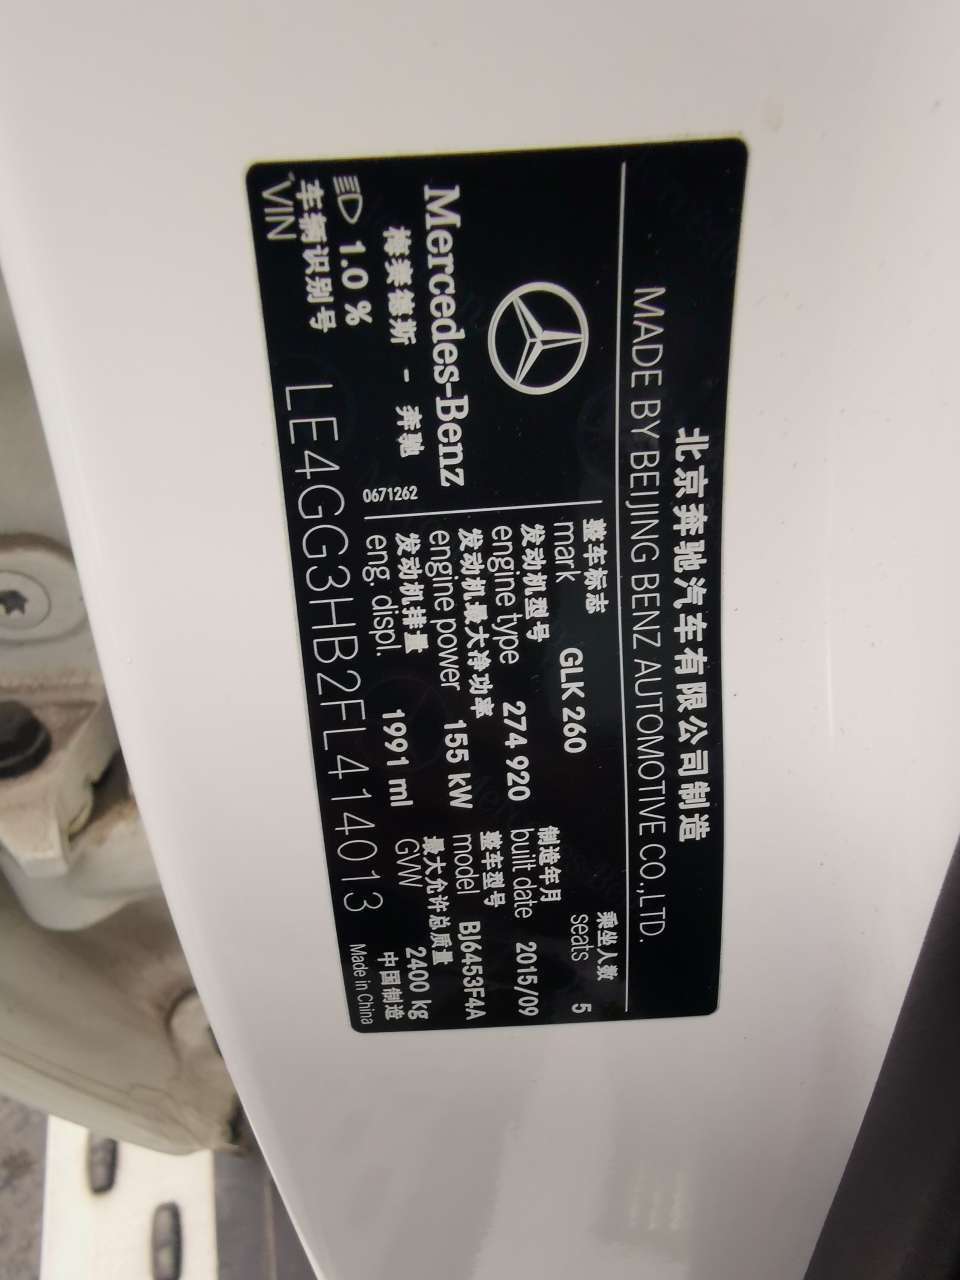 北京奔驰汽车有限公司制造
MADE BY BEIJING BENZ AUTOMOTIVE CO.,LTD.
Mercedes-Benz
梅赛德斯 - 奔驰
1.0 %
0671262
整车标志
mark GLK 260
乘坐人数
seats 5
发动机型号
engine type 274 920
制造年月
built date 2015/09
发动机最大净功率
engine power 155 kW
整车型号
model BJ6453F4A
发动机排量
eng. displ. 1991 ml
最大允许总质量
GVW 2400 kg
车辆识别号
VIN LE4GG3HB2FL414013
中国制造
Made in China